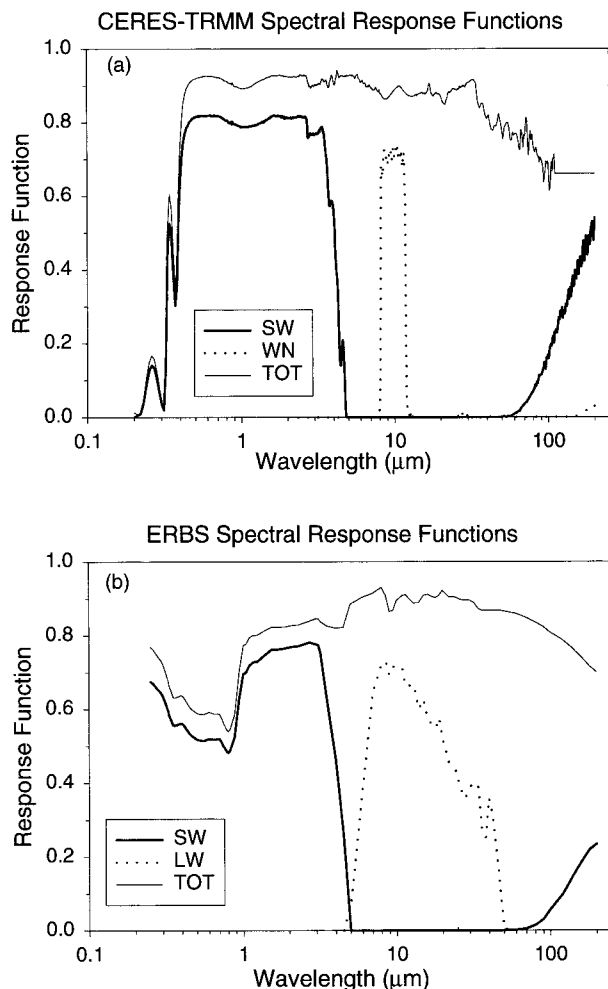 CERES-TRMM Spectral Response Functions
(a)
Response Function
1.0
0.8
0.6
0.4
0.2
0.0
SW
WN
TOT
0.1
1
10
100
Wavelength (μm)
ERBS Spectral Response Functions
(b)
Response Function
1.0
0.8
0.6
0.4
0.2
0.0
SW
LW
TOT
0.1
1
10
100
Wavelength (μm)